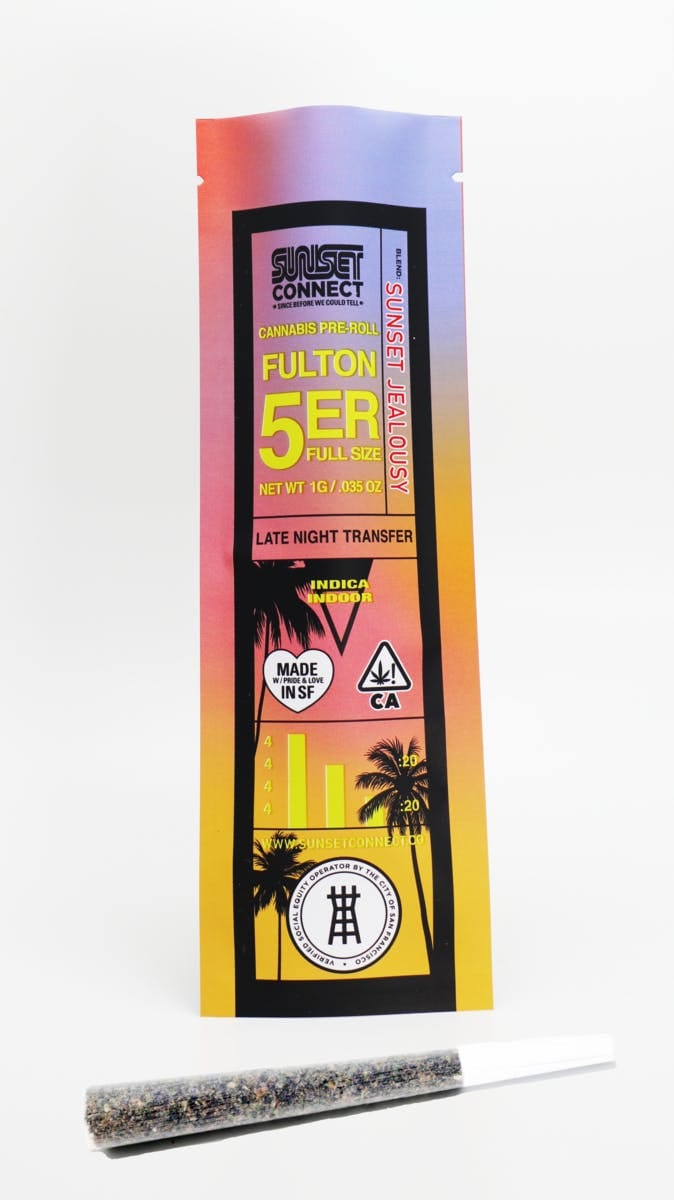 SUNSET
CONNECT
★ SINCE BEFORE WE COULD TELL ★
BLEND: SUNSET JEALOUSY
CANNABIS PRE-ROLL
FULTON
5ER
FULL SIZE
NET WT 1G / .035 OZ
LATE NIGHT TRANSFER
INDICA
INDOOR
MADE
W / PRIDE & LOVE
IN SF
!
CA
4
4 :20
4
4 :20
WWW.SUNSETCONNECT.CO
VERIFIED SOCIAL EQUITY OPERATOR BY THE CITY OF SAN FRANCISCO •